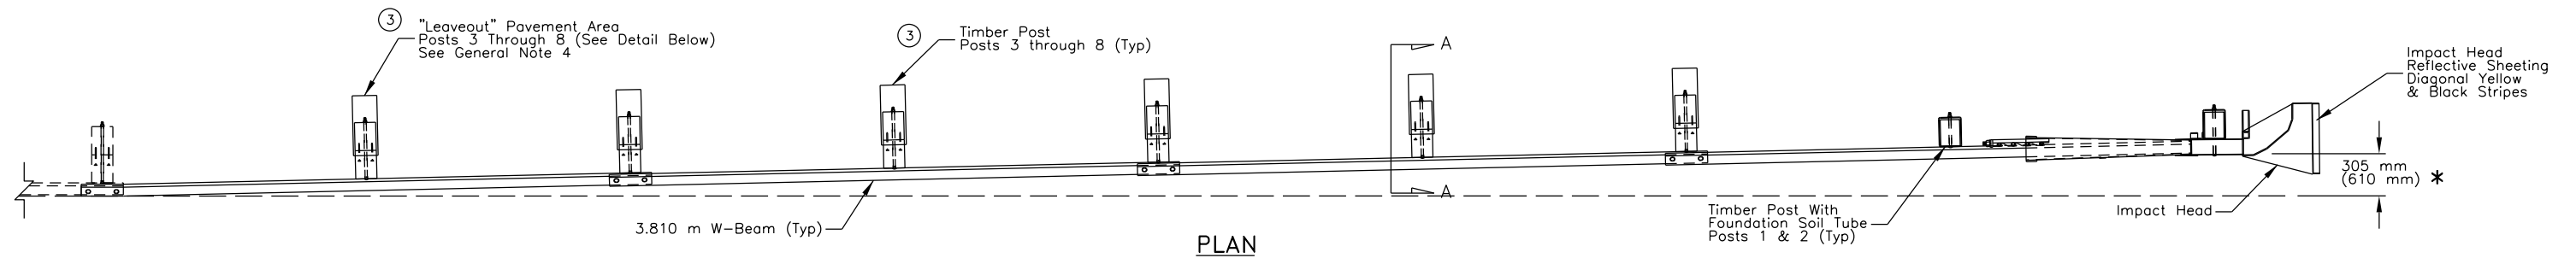 3
"Leaveout" Pavement Area
Posts 3 Through 8 (See Detail Below)
See General Note 4
3
Timber Post
Posts 3 through 8 (Typ)
A
Impact Head
Reflective Sheeting
Diagonal Yellow
& Black Stripes
305 mm
(610 mm) *
A
3.810 m W-Beam (Typ)
Timber Post With
Foundation Soil Tube
Posts 1 & 2 (Typ)
Impact Head
PLAN